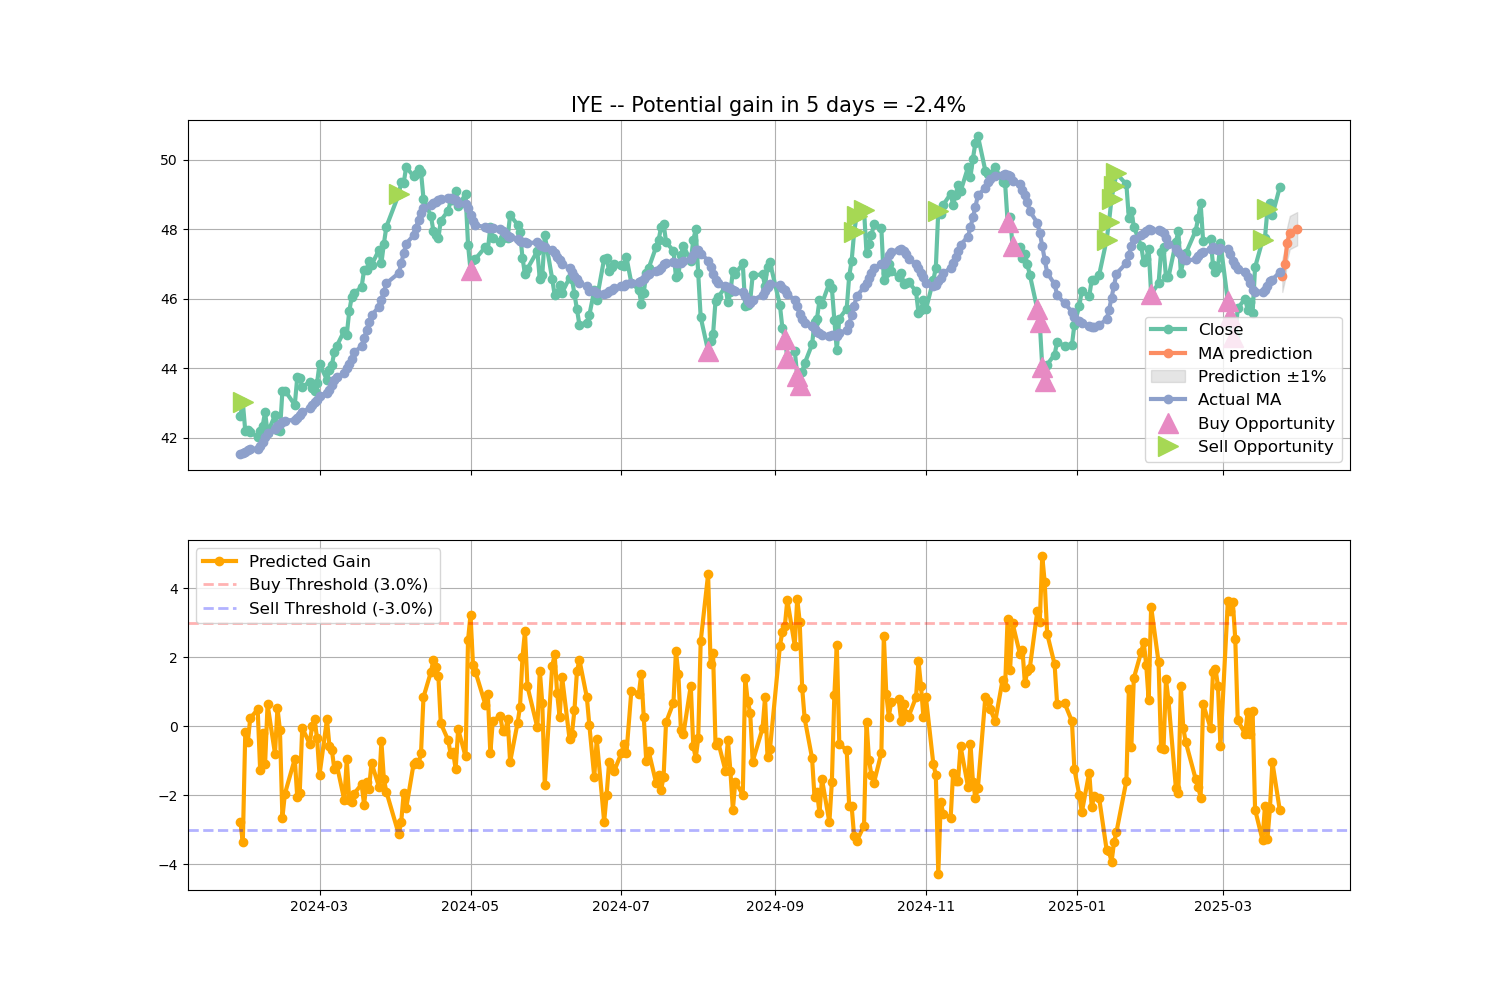 IYE -- Potential gain in 5 days = -2.4%
50
48
46
44
42
Close
MA prediction
Prediction ±1%
Actual MA
Buy Opportunity
Sell Opportunity
Predicted Gain
Buy Threshold (3.0%)
Sell Threshold (-3.0%)
4
2
0
−2
−4
2024-03
2024-05
2024-07
2024-09
2024-11
2025-01
2025-03